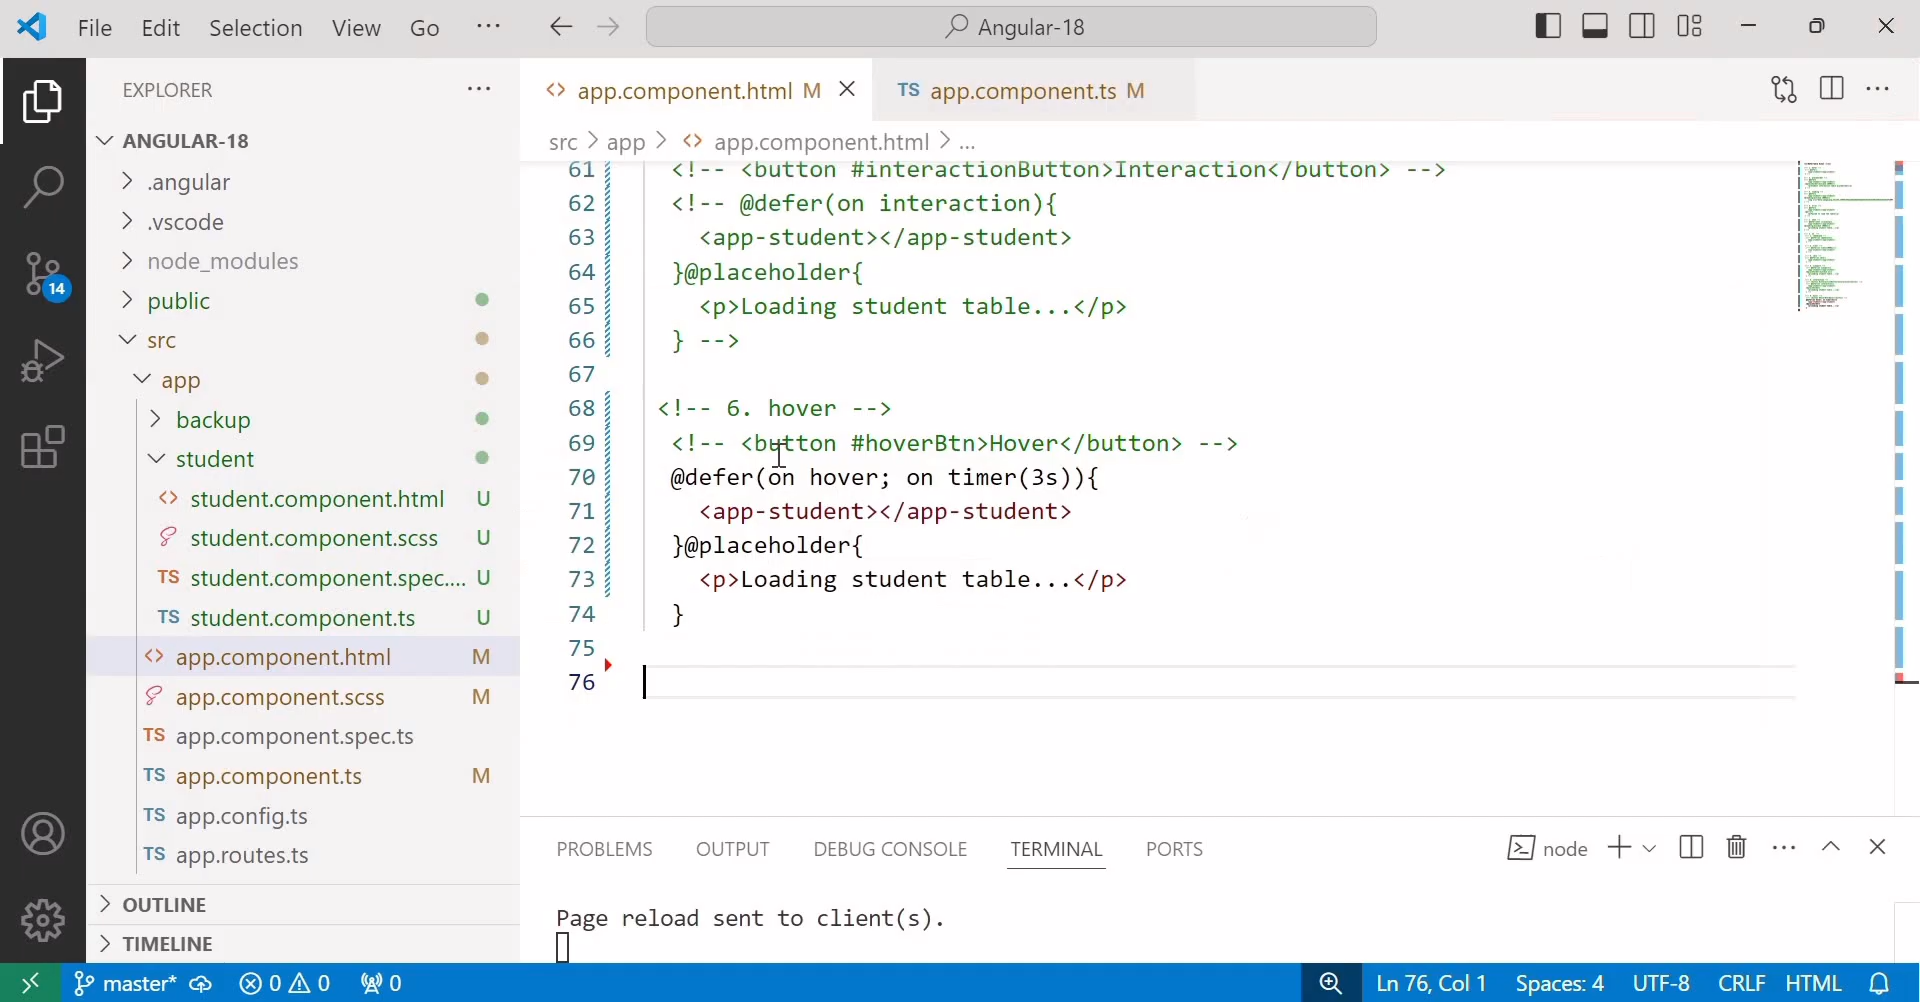 File Edit Selection View Go ··· Angular-18
EXPLORER ···
ANGULAR-18
.angular
.vscode
node_modules
14
public
src
app
backup
student
student.component.html U
student.component.scss U
student.component.spec.... U
student.component.ts U
app.component.html M
app.component.scss M
app.component.spec.ts
app.component.ts M
app.config.ts
app.routes.ts
OUTLINE
TIMELINE
app.component.html M
TS app.component.ts M
src > app > app.component.html > ...
61 <!-- <button #interactionButton>Interaction</button> -->
62 <!-- @defer(on interaction){
63 <app-student></app-student>
64 }@placeholder{
65 <p>Loading student table...</p>
66 } -->
67
68 <!-- 6. hover -->
69 <!-- <button #hoverBtn>Hover</button> -->
70 @defer(on hover; on timer(3s)){
71 <app-student></app-student>
72 }@placeholder{
73 <p>Loading student table...</p>
74 }
75
76
PROBLEMS OUTPUT DEBUG CONSOLE TERMINAL PORTS node
Page reload sent to client(s).
master* 0 0 0 Ln 76, Col 1 Spaces: 4 UTF-8 CRLF HTML